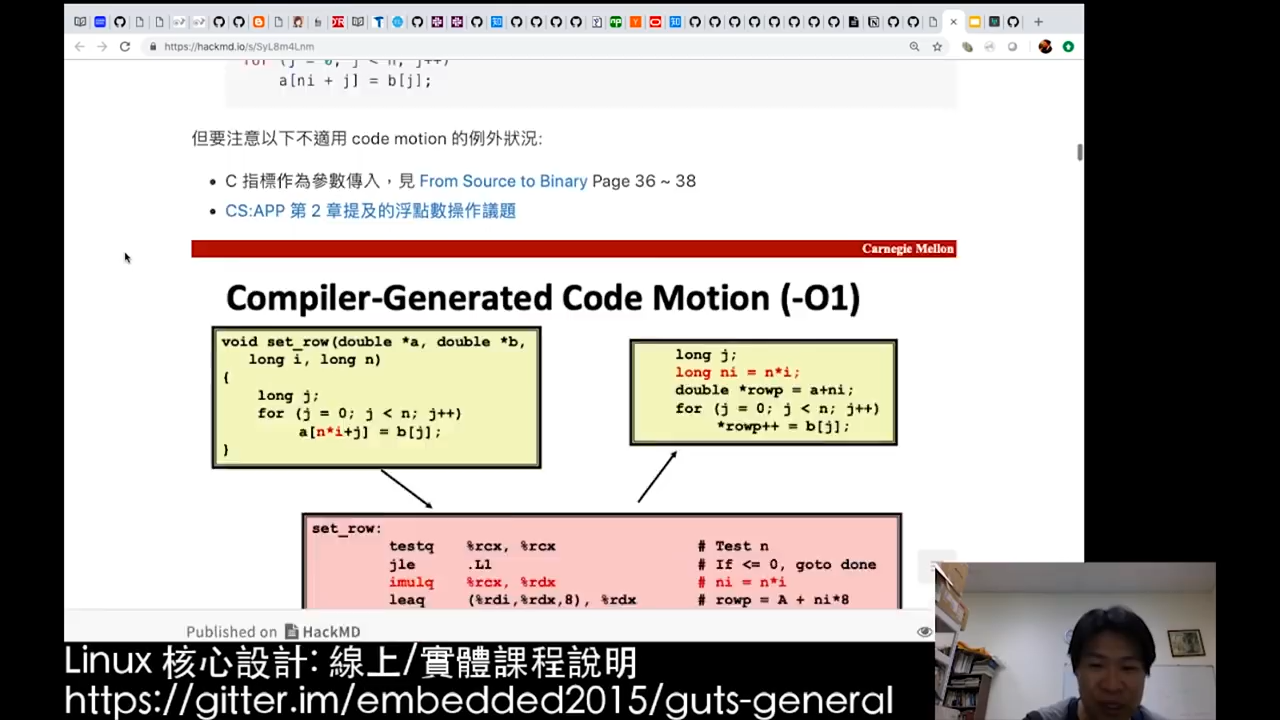 https://hackmd.io/s/SyL8m4Lnm
for (j = 0; j < n; j++)
a[ni + j] = b[j];
但要注意以下不適用 code motion 的例外狀況:
• C 指標作為參數傳入，見 From Source to Binary Page 36 ~ 38
• CS:APP 第 2 章提及的浮點數操作議題
Carnegie Mellon
Compiler-Generated Code Motion (-O1)
void set_row(double *a, double *b,
long i, long n)
{
long j;
for (j = 0; j < n; j++)
a[n*i+j] = b[j];
}
long j;
long ni = n*i;
double *rowp = a+ni;
for (j = 0; j < n; j++)
*rowp++ = b[j];
set_row:
testq %rcx, %rcx # Test n
jle .L1 # If <= 0, goto done
imulq %rcx, %rdx # ni = n*i
leaq (%rdi,%rdx,8), %rdx # rowp = A + ni*8
Published on HackMD
Linux 核心設計: 線上/實體課程說明
https://gitter.im/embedded2015/guts-general